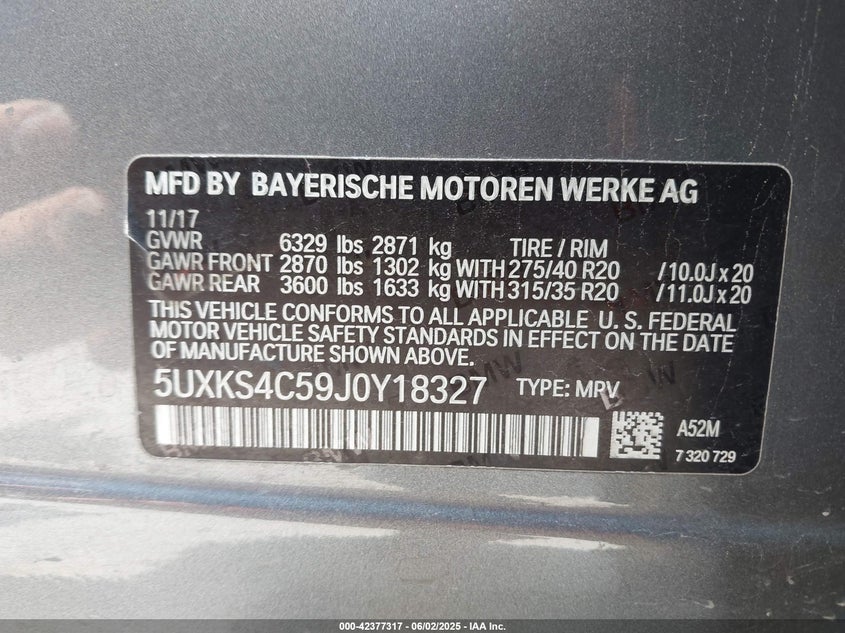 MFD BY BAYERISCHE MOTOREN WERKE AG
11/17
GVWR 6329 lbs 2871 kg TIRE / RIM
GAWR FRONT 2870 lbs 1302 kg WITH 275/40 R20 / 10.0J x 20
GAWR REAR 3600 lbs 1633 kg WITH 315/35 R20 / 11.0J x 20
THIS VEHICLE CONFORMS TO ALL APPLICABLE U. S. FEDERAL
MOTOR VEHICLE SAFETY STANDARDS IN EFFECT ON THE DATE
OF MANUFACTURE SHOWN ABOVE.
5UXKS4C59J0Y18327 TYPE: MPV
A52M
7 320 729
000-42377317 | 06/02/2025 - IAA Inc.